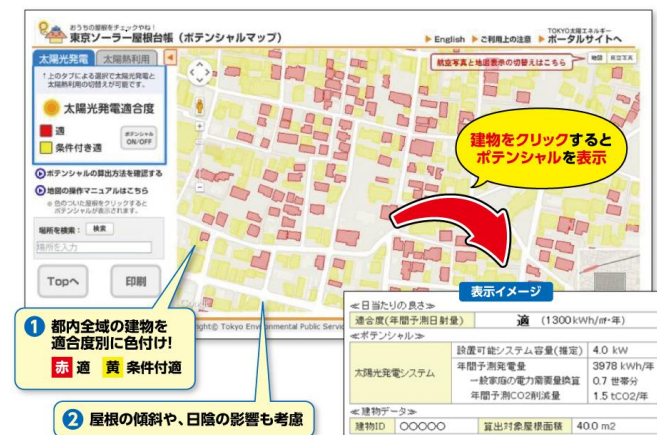 おうちの屋根をチェックやね!
東京ソーラー屋根台帳(ポテンシャルマップ)
English
ご利用上の注意
TOKYO太陽エネルギー
ポータルサイトへ
太陽光発電
太陽熱利用
!上のタブによる選択で太陽光発電と
太陽熱利用の切替えが可能です。
太陽光発電適合度
適
条件付き適
ポテンシャル
ON/OFF
ポテンシャルの算出方法を確認する
地図の操作マニュアルはこちら
※色のついた屋根をクリックすると
ポテンシャルが表示されます。
場所を検索:
検索
場所を入力
Topへ
印刷
航空写真と地図表示の切替えはこちら
地図
航空写真
建物をクリックすると
ポテンシャルを表示
表示イメージ
1 都内全域の建物を
適合度別に色付け!
赤 適 黄 条件付適
2 屋根の傾斜や、日陰の影響も考慮
Tokyo Environmental Public Servic
≪日当たりの良さ≫
適合度(年間予測日射量) 適 (1300kWh/㎡・年)
≪ポテンシャル≫
太陽光発電システム
設置可能システム容量(推定) 4.0 kW
年間予測発電量 3978 kWh/年
一般家庭の電力需要量換算 0.7 世帯分
年間予測CO2削減量 1.5 tCO2/年
≪建物データ≫
建物ID 〇〇〇〇〇 算出対象屋根面積 40.0 m2